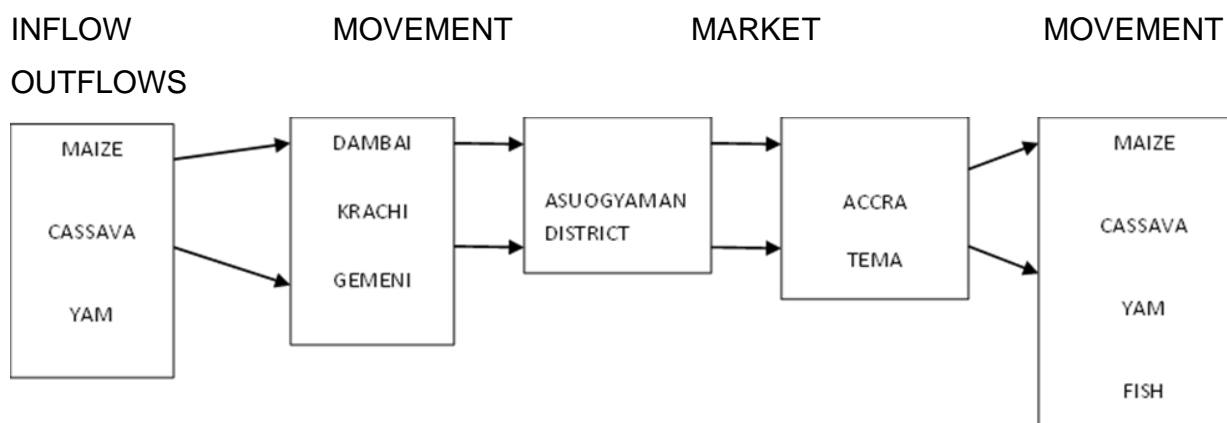 INFLOW MOVEMENT MARKET MOVEMENT
OUTFLOWS
MAIZE
CASSAVA
YAM
DAMBAI
KRACHI
GEMENI
ASUOGYAMAN
DISTRICT
ACCRA
TEMA
MAIZE
CASSAVA
YAM
FISH